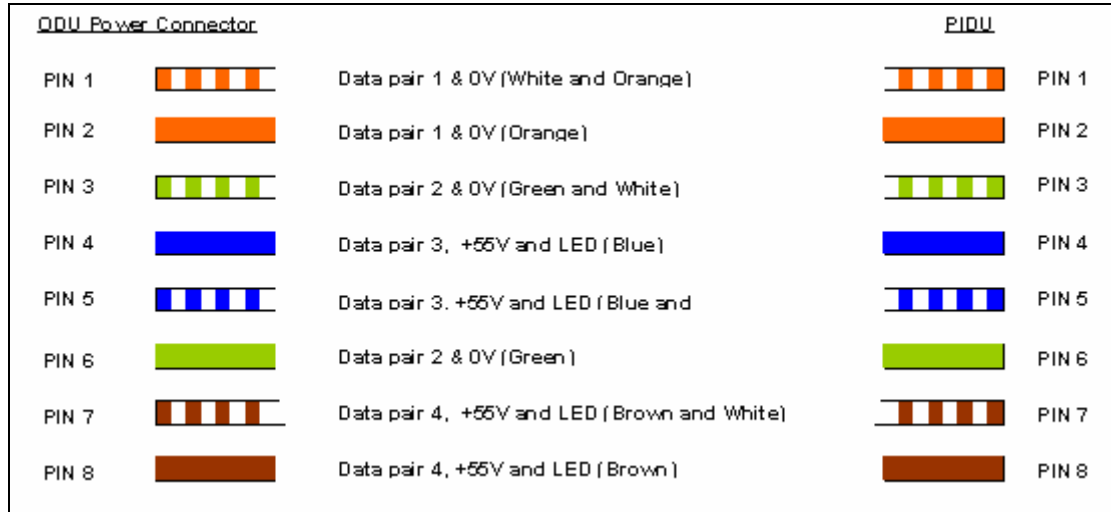 ODU Power Connector PIDU
PIN 1 Data pair 1 & 0V (White and Orange) PIN 1
PIN 2 Data pair 1 & 0V (Orange) PIN 2
PIN 3 Data pair 2 & 0V (Green and White) PIN 3
PIN 4 Data pair 3, +55V and LED (Blue) PIN 4
PIN 5 Data pair 3. +55V and LED (Blue and PIN 5
PIN 6 Data pair 2 & 0V (Green) PIN 6
PIN 7 Data pair 4, +55V and LED (Brown and White) PIN 7
PIN 8 Data pair 4, +55V and LED (Brown) PIN 8